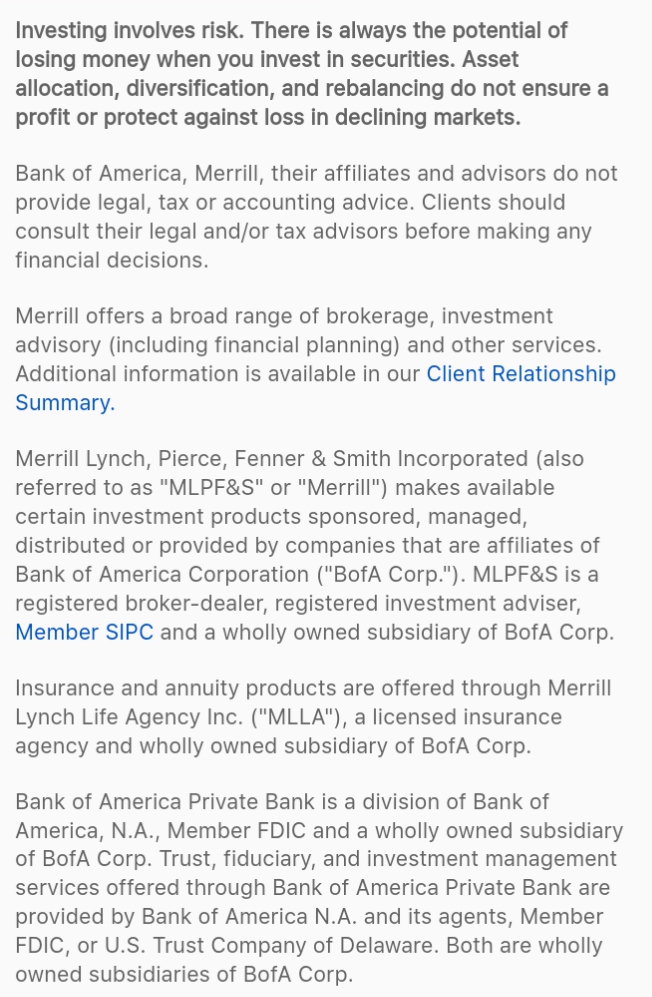 Investing involves risk. There is always the potential of
losing money when you invest in securities. Asset
allocation, diversification, and rebalancing do not ensure a
profit or protect against loss in declining markets.
Bank of America, Merrill, their affiliates and advisors do not
provide legal, tax or accounting advice. Clients should
consult their legal and/or tax advisors before making any
financial decisions.
Merrill offers a broad range of brokerage, investment
advisory (including financial planning) and other services.
Additional information is available in our Client Relationship
Summary.
Merrill Lynch, Pierce, Fenner & Smith Incorporated (also
referred to as "MLPF&S" or "Merrill") makes available
certain investment products sponsored, managed,
distributed or provided by companies that are affiliates of
Bank of America Corporation ("BofA Corp."). MLPF&S is a
registered broker-dealer, registered investment adviser,
Member SIPC and a wholly owned subsidiary of BofA Corp.
Insurance and annuity products are offered through Merrill
Lynch Life Agency Inc. ("MLLA"), a licensed insurance
agency and wholly owned subsidiary of BofA Corp.
Bank of America Private Bank is a division of Bank of
America, N.A., Member FDIC and a wholly owned subsidiary
of BofA Corp. Trust, fiduciary, and investment management
services offered through Bank of America Private Bank are
provided by Bank of America N.A. and its agents, Member
FDIC, or U.S. Trust Company of Delaware. Both are wholly
owned subsidiaries of BofA Corp.